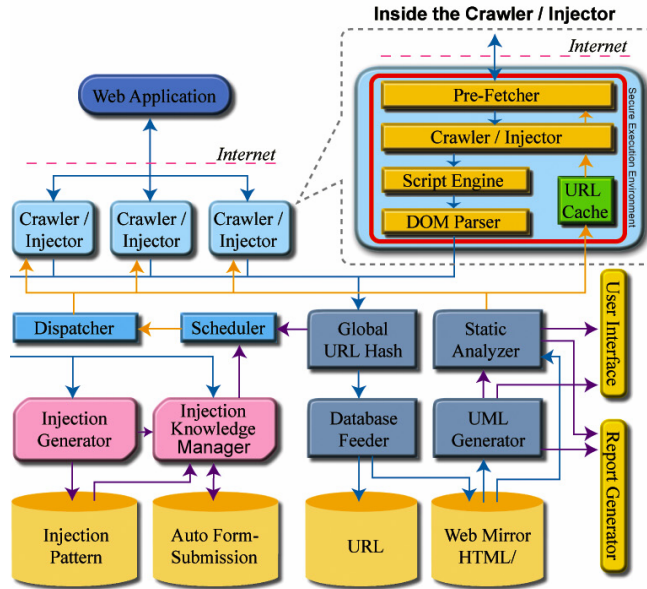 Inside the Crawler / Injector
Internet
Pre-Fetcher
Crawler / Injector
Script Engine
DOM Parser
URL
Cache
Secure Execution Environment
Web Application
Internet
Crawler /
Injector
Crawler /
Injector
Crawler /
Injector
Dispatcher
Scheduler
Global
URL Hash
Static
Analyzer
User Interface
Injection
Generator
Injection
Knowledge
Manager
Database
Feeder
UML
Generator
Report Generator
Injection
Pattern
Auto Form-
Submission
URL
Web Mirror
HTML/